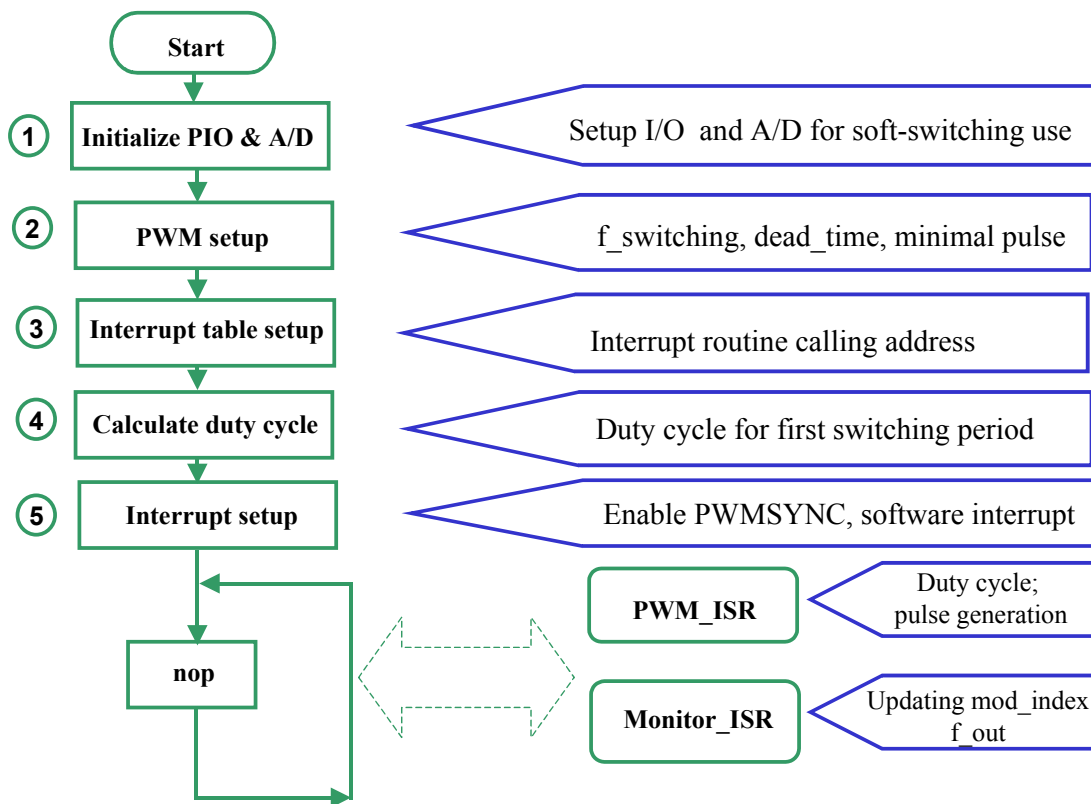 Start
1
Initialize PIO & A/D
Setup I/O and A/D for soft-switching use
2
PWM setup
f_switching, dead_time, minimal pulse
3
Interrupt table setup
Interrupt routine calling address
4
Calculate duty cycle
Duty cycle for first switching period
5
Interrupt setup
Enable PWMSYNC, software interrupt
nop
PWM_ISR
Duty cycle;
pulse generation
Monitor_ISR
Updating mod_index
f_out